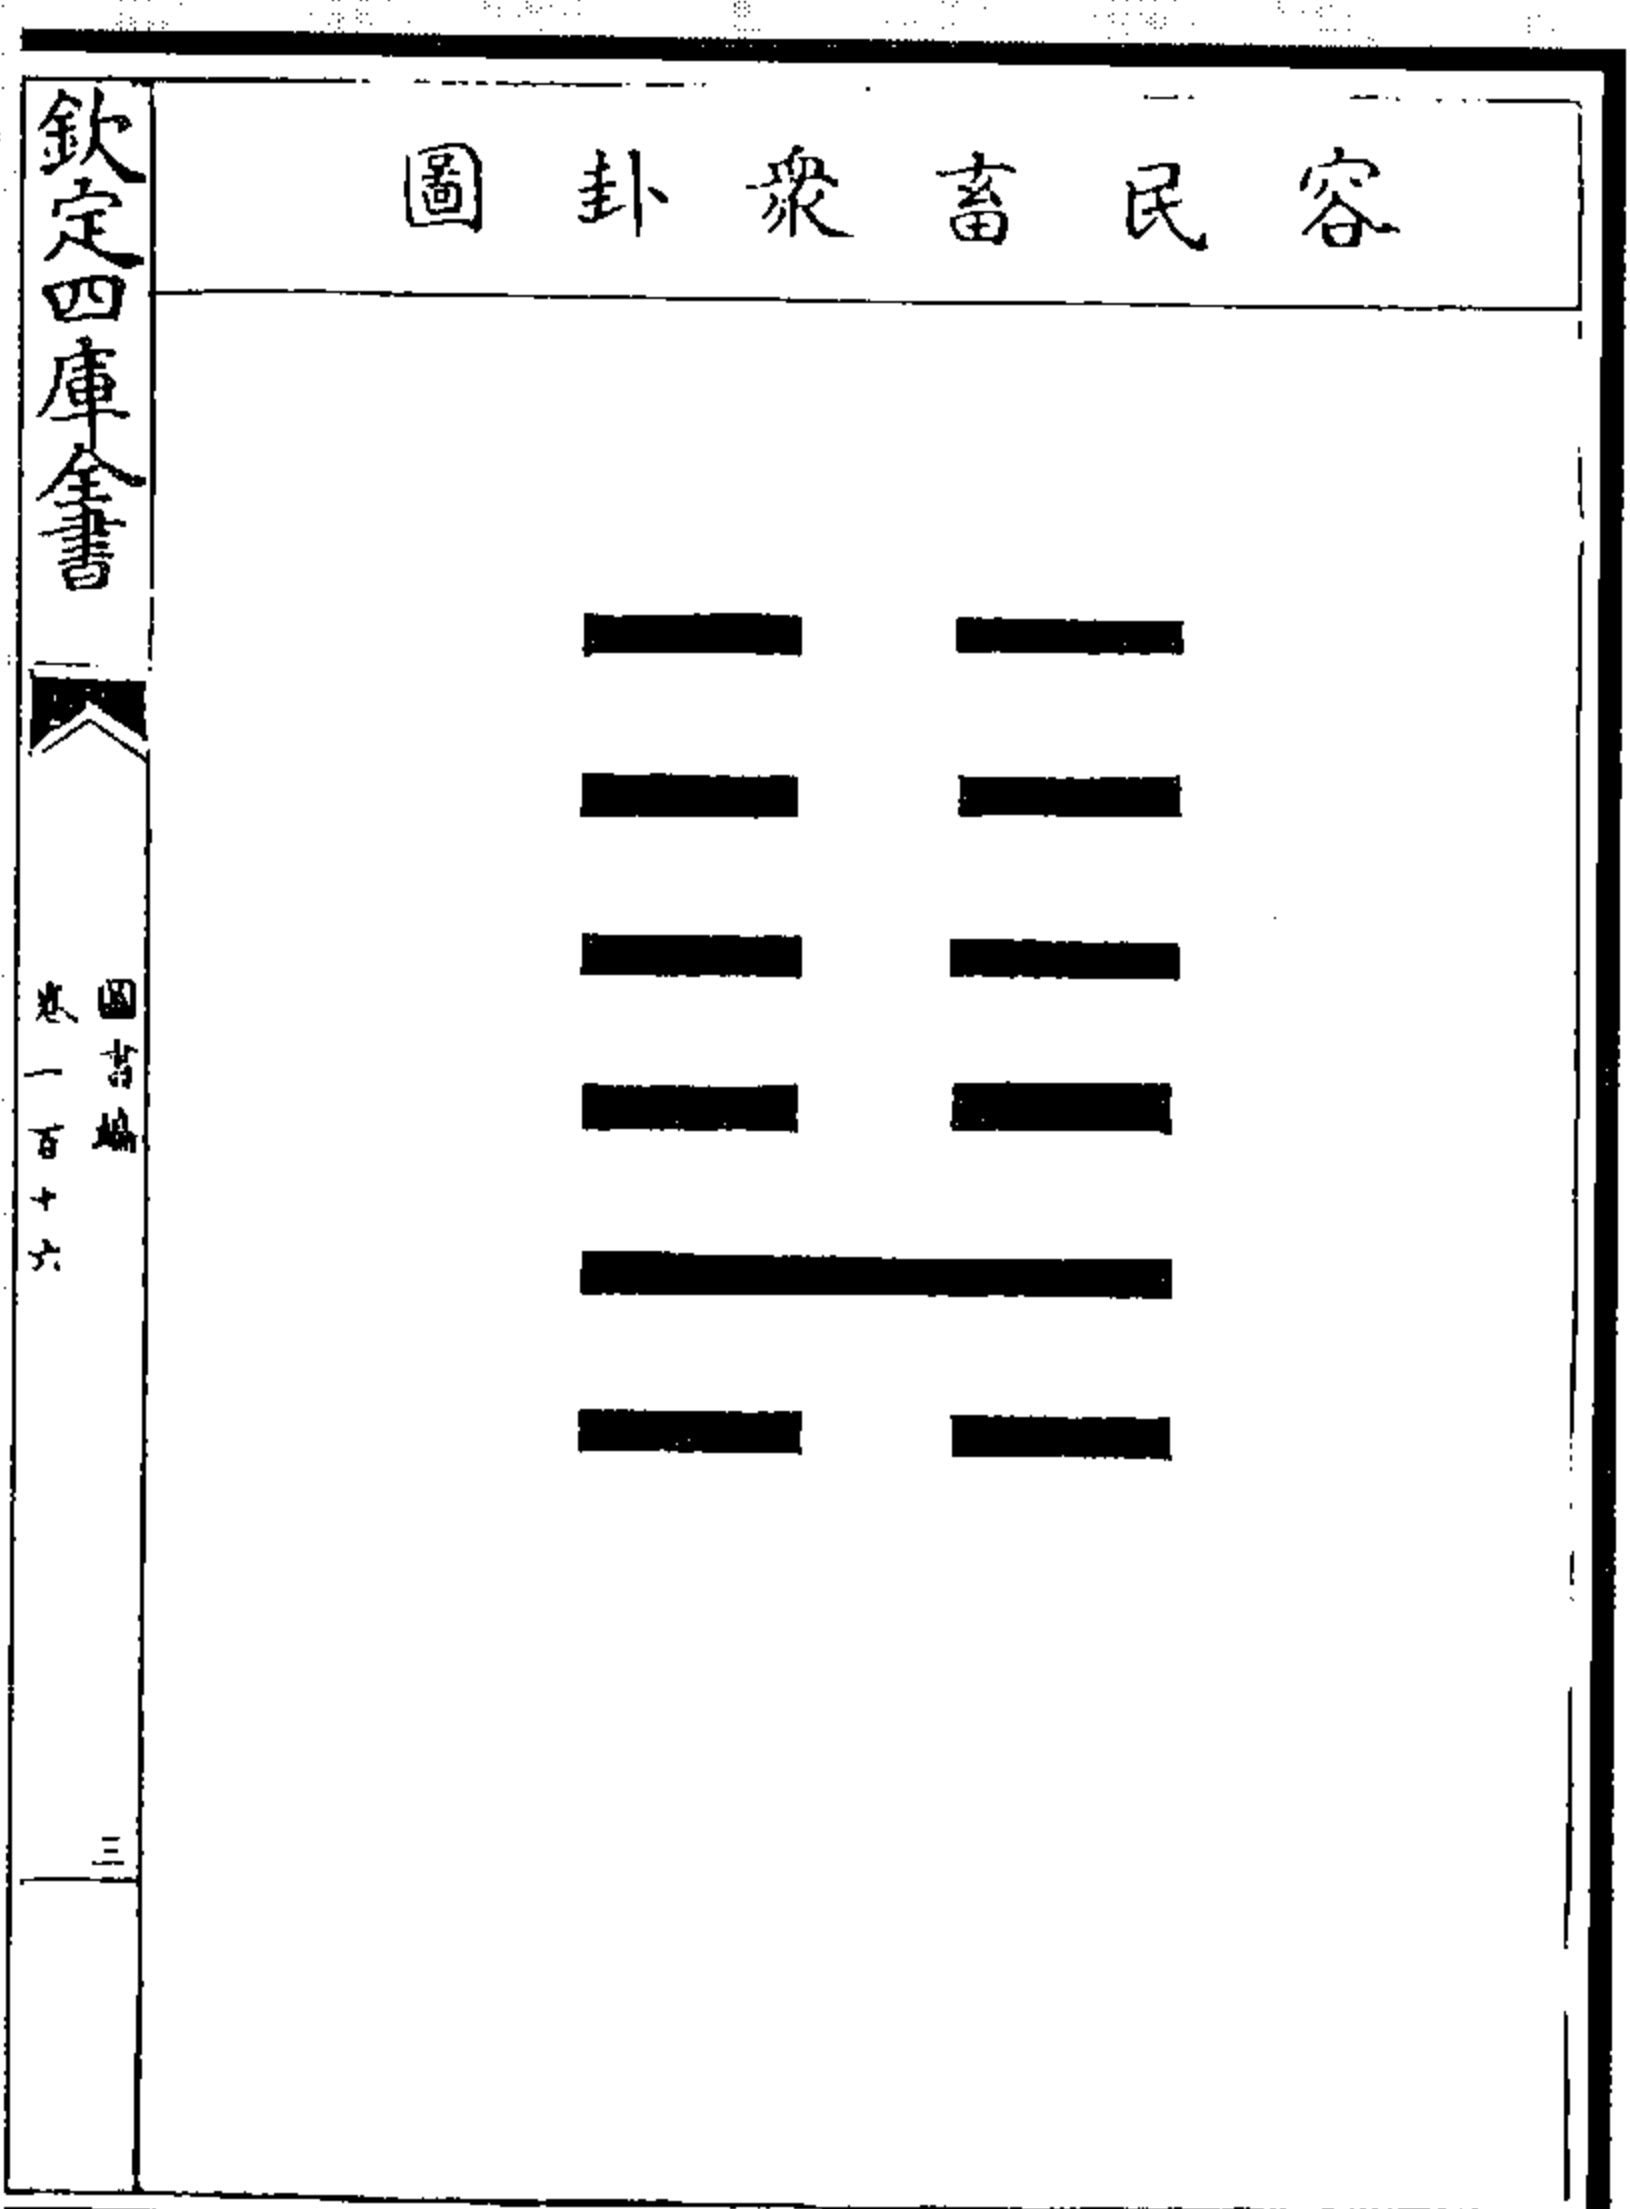 容民畜衆卦圖
欽定四庫全書
圖書編
卷一百十六
三